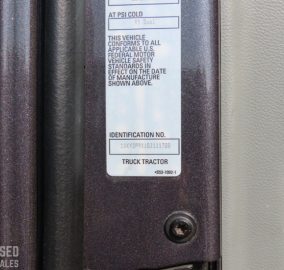 AT PSI COLD
THIS VEHICLE
CONFORMS TO ALL
APPLICABLE U.S.
FEDERAL MOTOR
VEHICLE SAFETY
STANDARDS IN
EFFECT ON THE DATE
OF MANUFACTURE
SHOWN ABOVE.
IDENTIFICATION NO.
TRUCK TRACTOR
SED
ALES